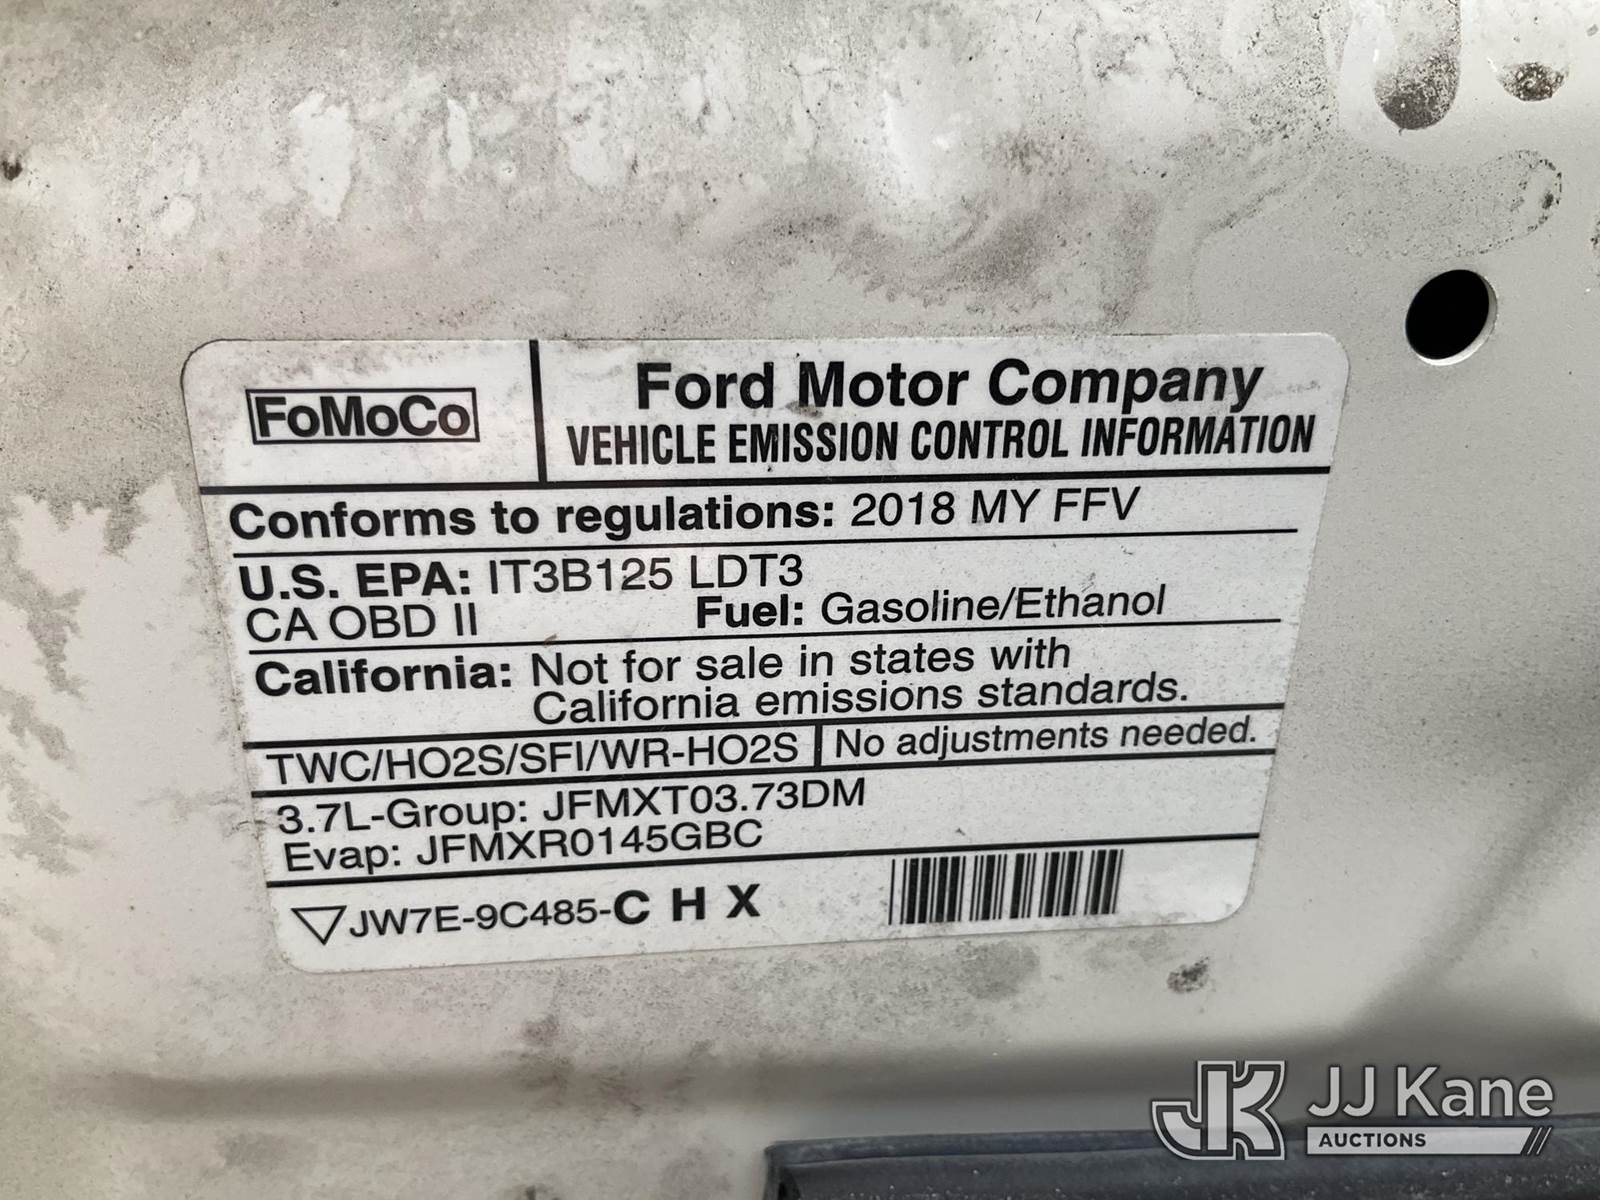 FoMoCo
Ford Motor Company
VEHICLE EMISSION CONTROL INFORMATION
Conforms to regulations: 2018 MY FFV
U.S. EPA: IT3B125 LDT3
CA OBD II Fuel: Gasoline/Ethanol
California: Not for sale in states with
California emissions standards.
TWC/HO2S/SFI/WR-HO2S No adjustments needed.
3.7L-Group: JFMXT03.73DM
Evap: JFMXR0145GBC
JW7E-9C485-C H X
JK JJ Kane
AUCTIONS